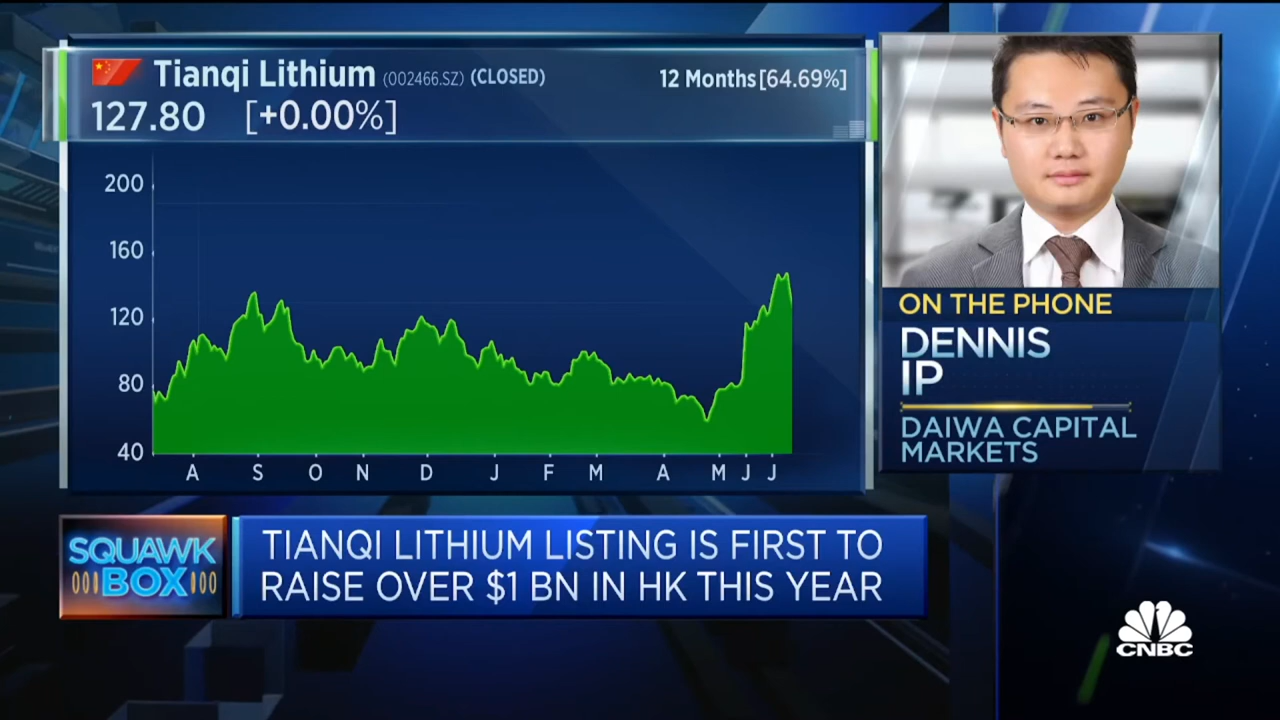 Tianqi Lithium (002466.SZ) (CLOSED)
12 Months[64.69%]
127.80 [+0.00%]
200
160
120
80
40
A S O N D J F M A M J J
ON THE PHONE
DENNIS
IP
DAIWA CAPITAL
MARKETS
SQUAWK
BOX
TIANQI LITHIUM LISTING IS FIRST TO
RAISE OVER $1 BN IN HK THIS YEAR
CNBC